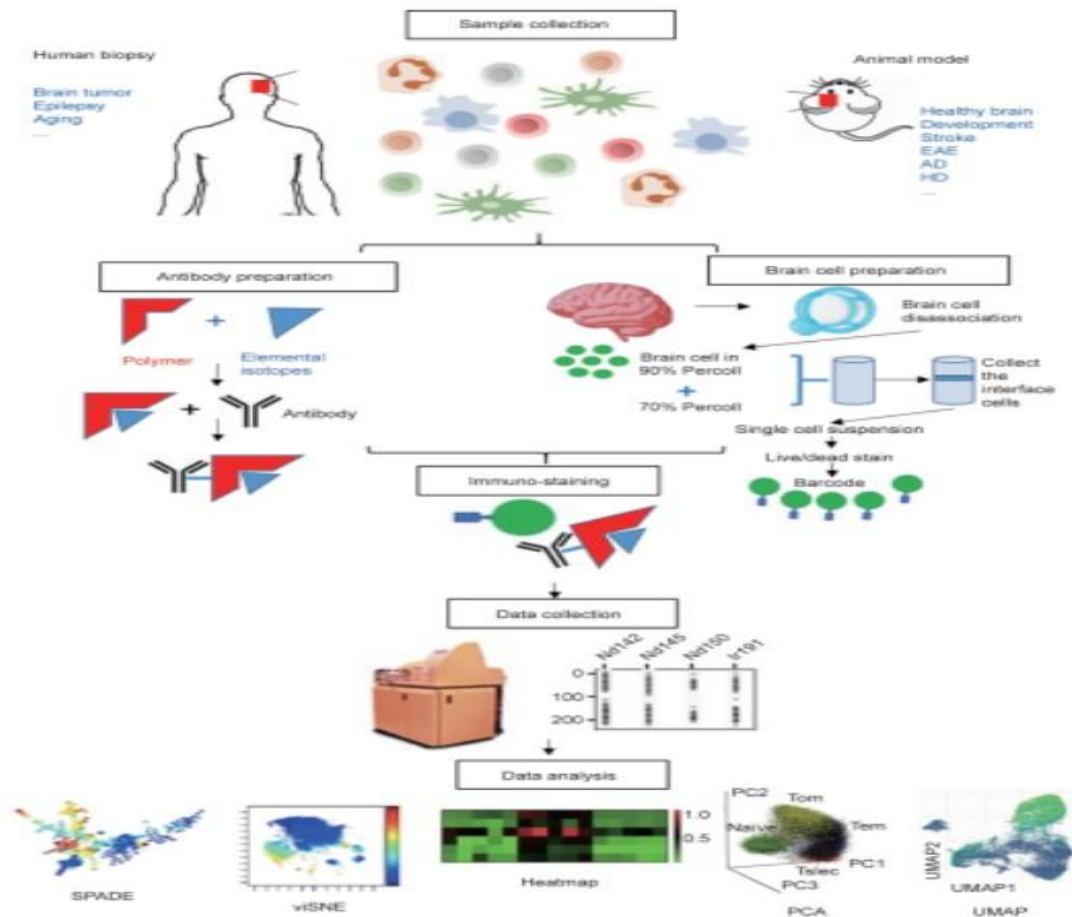 Sample collection
Human biopsy
Brain tumor
Epilepsy
Aging
...
Animal model
Healthy brain
Development
Stroke
EAE
AD
HD
...
Antibody preparation
Polymer
+
Elemental
isotopes
+
Antibody
Brain cell preparation
Brain cell
disassociation
Brain cell in
90% Percoll
+
70% Percoll
Collect
the
interface
cells
Single cell suspension
Live/dead stain
Barcode
Immuno-staining
Data collection
Nd142 Nd145 Nd150 Ir191
0
100
200
Data analysis
SPADE
viSNE
1.0
0.5
Heatmap
PC2
Tcm
Naive
Tem
PC1
Tslec
PC3
PCA
UMAP2
UMAP1
UMAP